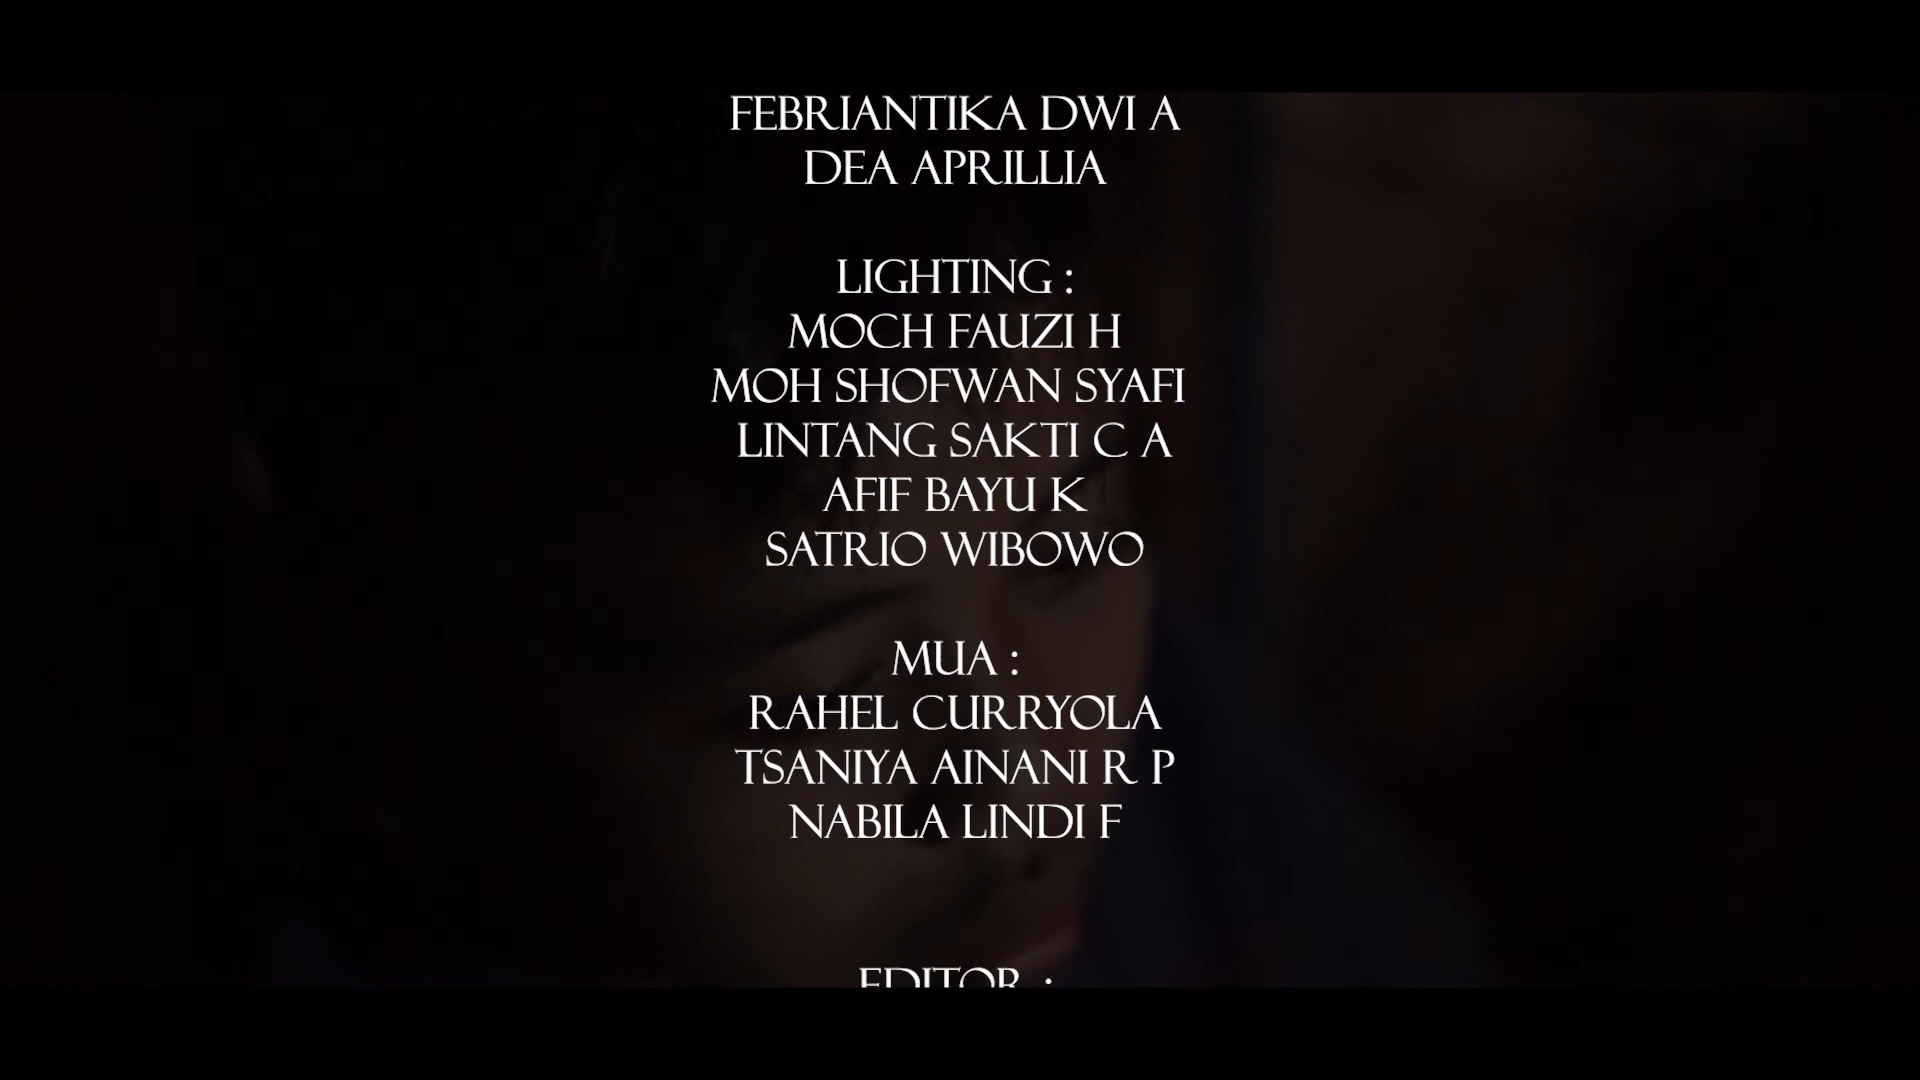 FEBRIANTIKA DWI A
DEA APRILLIA
LIGHTING :
MOCH FAUZI H
MOH SHOFWAN SYAFI
LINTANG SAKTI C A
AFIF BAYU K
SATRIO WIBOWO
MUA :
RAHEL CURRYOLA
TSANIYA AINANI R P
NABILA LINDI F
EDITOR :